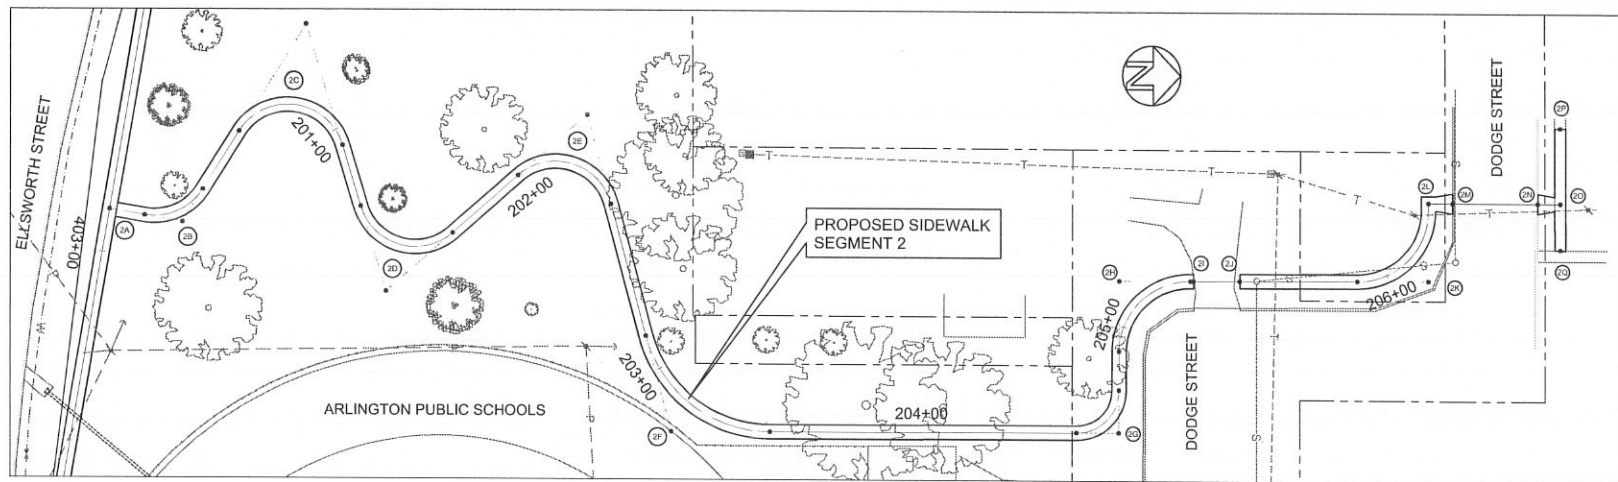 ELLSWORTH STREET
403+00
2A
2B
2C
201+00
2D
2E
202+00
203+00
2F
ARLINGTON PUBLIC SCHOOLS
PROPOSED SIDEWALK
SEGMENT 2
204+00
N
2G
2H
205+00
2I
2J
DODGE STREET
206+00
2K
2L
2M
DODGE STREET
2N
2O
2P
2Q
T
T
T
T
T
T
S
S
S
W